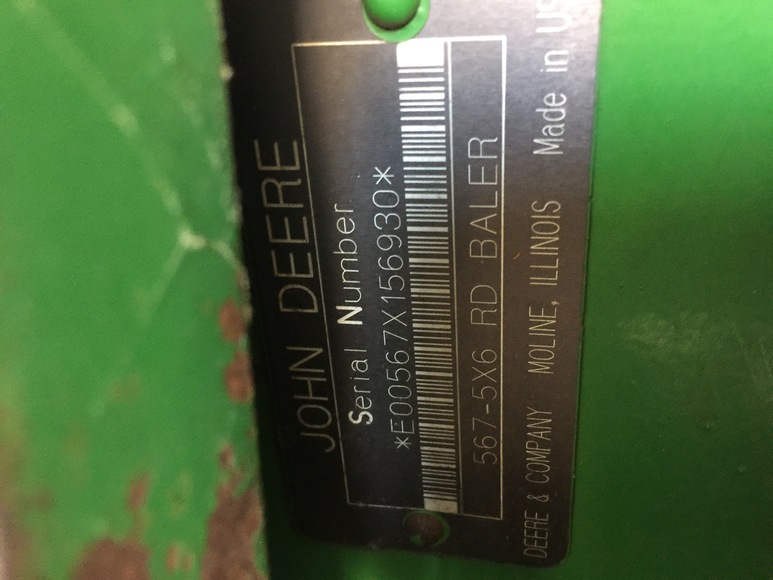 JOHN DEERE
Serial Number
*E00567X156930*
567-5X6 RD BALER
DEERE & COMPANY MOLINE, ILLINOIS Made in US